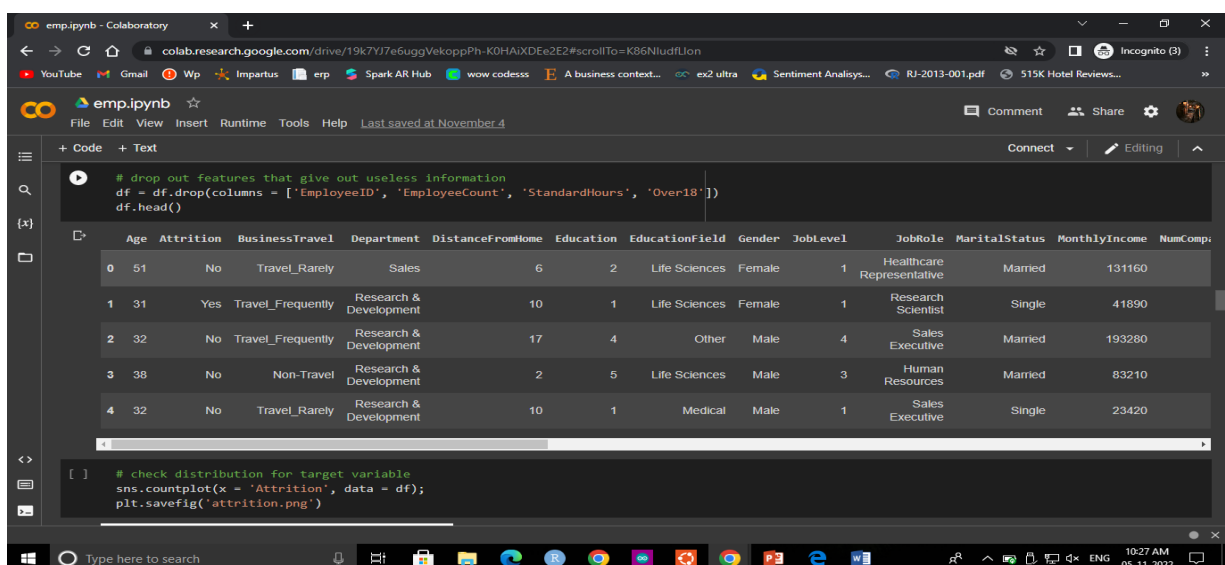 emp.ipynb - Colaboratory
colab.research.google.com/drive/19k7YJ7e6uggVekoppPh-K0HAiXDEe2E2#scrollTo=K86NIudfLIon
Incognito (3)
YouTube Gmail Wp Impartus erp Spark AR Hub wow codesss A business context... ex2 ultra Sentiment Analisys... RJ-2013-001.pdf 515K Hotel Reviews... »
emp.ipynb
Comment Share
File Edit View Insert Runtime Tools Help Last saved at November 4
+ Code + Text Connect Editing
# drop out features that give out useless information
df = df.drop(columns = ['EmployeeID', 'EmployeeCount', 'StandardHours', 'Over18'])
df.head()
{x}
Age Attrition BusinessTravel Department DistanceFromHome Education EducationField Gender JobLevel JobRole MaritalStatus MonthlyIncome NumCompa
0 51 No Travel_Rarely Sales 6 2 Life Sciences Female 1 Healthcare Representative Married 131160
1 31 Yes Travel_Frequently Research & Development 10 1 Life Sciences Female 1 Research Scientist Single 41890
2 32 No Travel_Frequently Research & Development 17 4 Other Male 4 Sales Executive Married 193280
3 38 No Non-Travel Research & Development 2 5 Life Sciences Male 3 Human Resources Married 83210
4 32 No Travel_Rarely Research & Development 10 1 Medical Male 1 Sales Executive Single 23420
[ ] # check distribution for target variable
sns.countplot(x = 'Attrition', data = df);
plt.savefig('attrition.png')
Type here to search
ENG
10:27 AM
05-11-2022